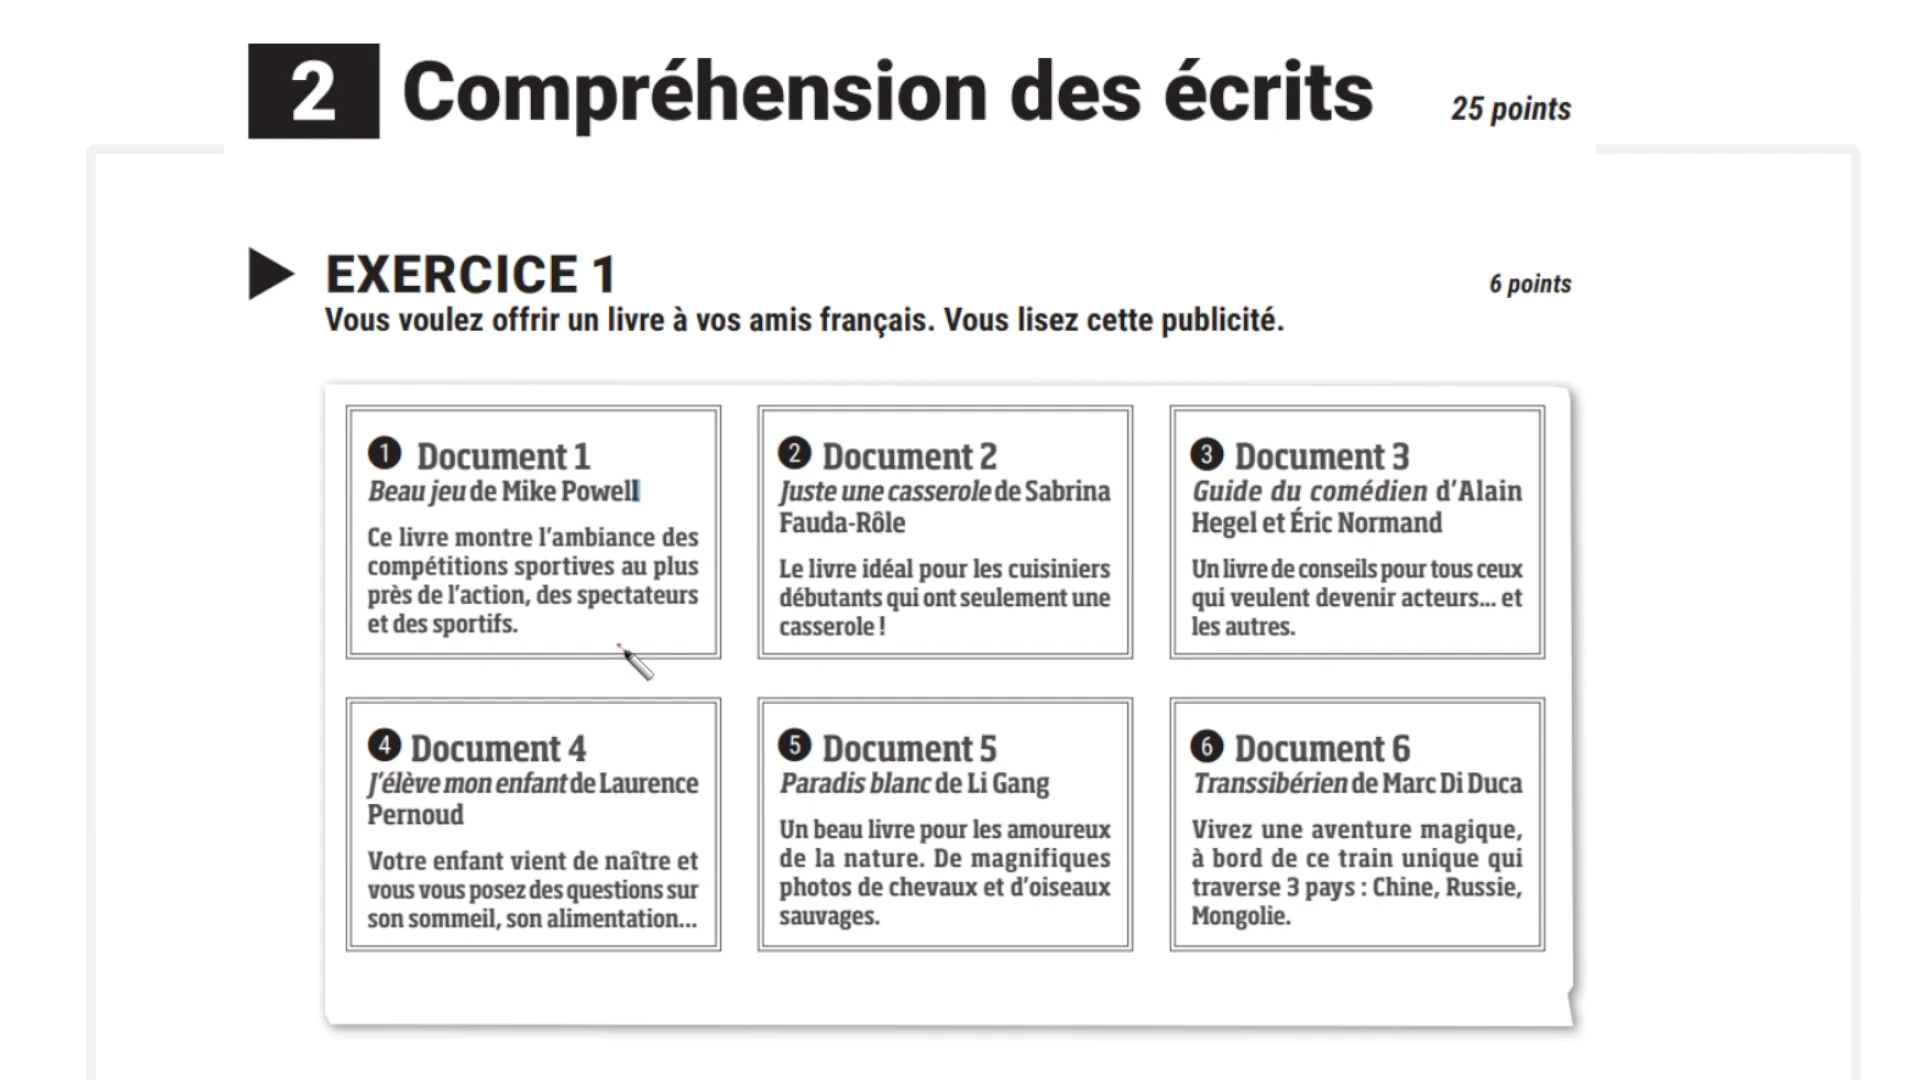 2 Compréhension des écrits 25 points
EXERCICE 1 6 points
Vous voulez offrir un livre à vos amis français. Vous lisez cette publicité.
1 Document 1
Beau jeu de Mike Powell
Ce livre montre l'ambiance des
compétitions sportives au plus
près de l'action, des spectateurs
et des sportifs.
2 Document 2
Juste une casserole de Sabrina
Fauda-Rôle
Le livre idéal pour les cuisiniers
débutants qui ont seulement une
casserole !
3 Document 3
Guide du comédien d'Alain
Hegel et Éric Normand
Un livre de conseils pour tous ceux
qui veulent devenir acteurs... et
les autres.
4 Document 4
J'élève mon enfant de Laurence
Pernoud
Votre enfant vient de naître et
vous vous posez des questions sur
son sommeil, son alimentation...
5 Document 5
Paradis blanc de Li Gang
Un beau livre pour les amoureux
de la nature. De magnifiques
photos de chevaux et d'oiseaux
sauvages.
6 Document 6
Transsibérien de Marc Di Duca
Vivez une aventure magique,
à bord de ce train unique qui
traverse 3 pays : Chine, Russie,
Mongolie.